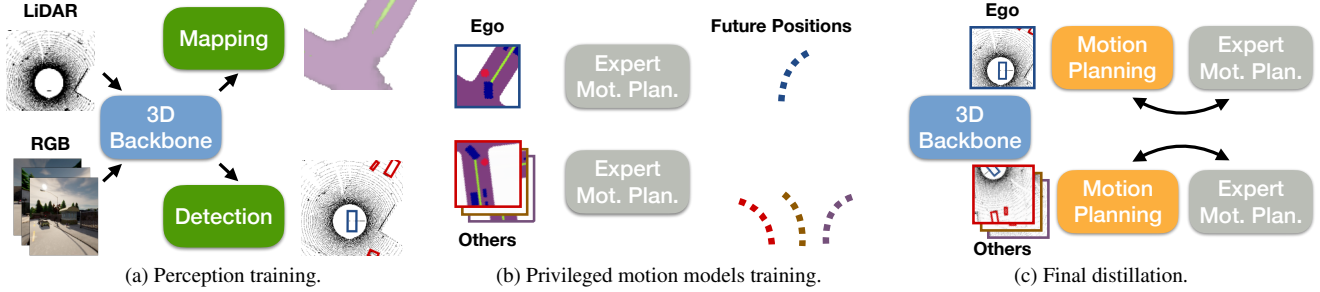 LiDAR
Mapping
3D
Backbone
RGB
Detection
(a) Perception training.
Ego
Future Positions
Expert
Mot. Plan.
Expert
Mot. Plan.
Others
(b) Privileged motion models training.
Ego
Motion
Planning
Expert
Mot. Plan.
3D
Backbone
Motion
Planning
Expert
Mot. Plan.
Others
(c) Final distillation.